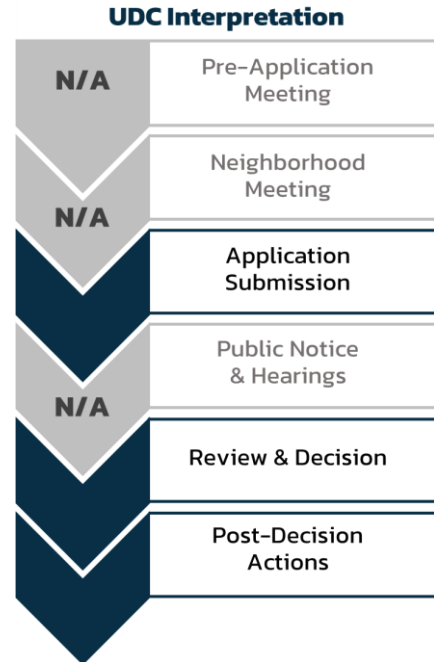 UDC Interpretation
N/A
Pre-Application
Meeting
N/A
Neighborhood
Meeting
Application
Submission
N/A
Public Notice
& Hearings
Review & Decision
Post-Decision
Actions